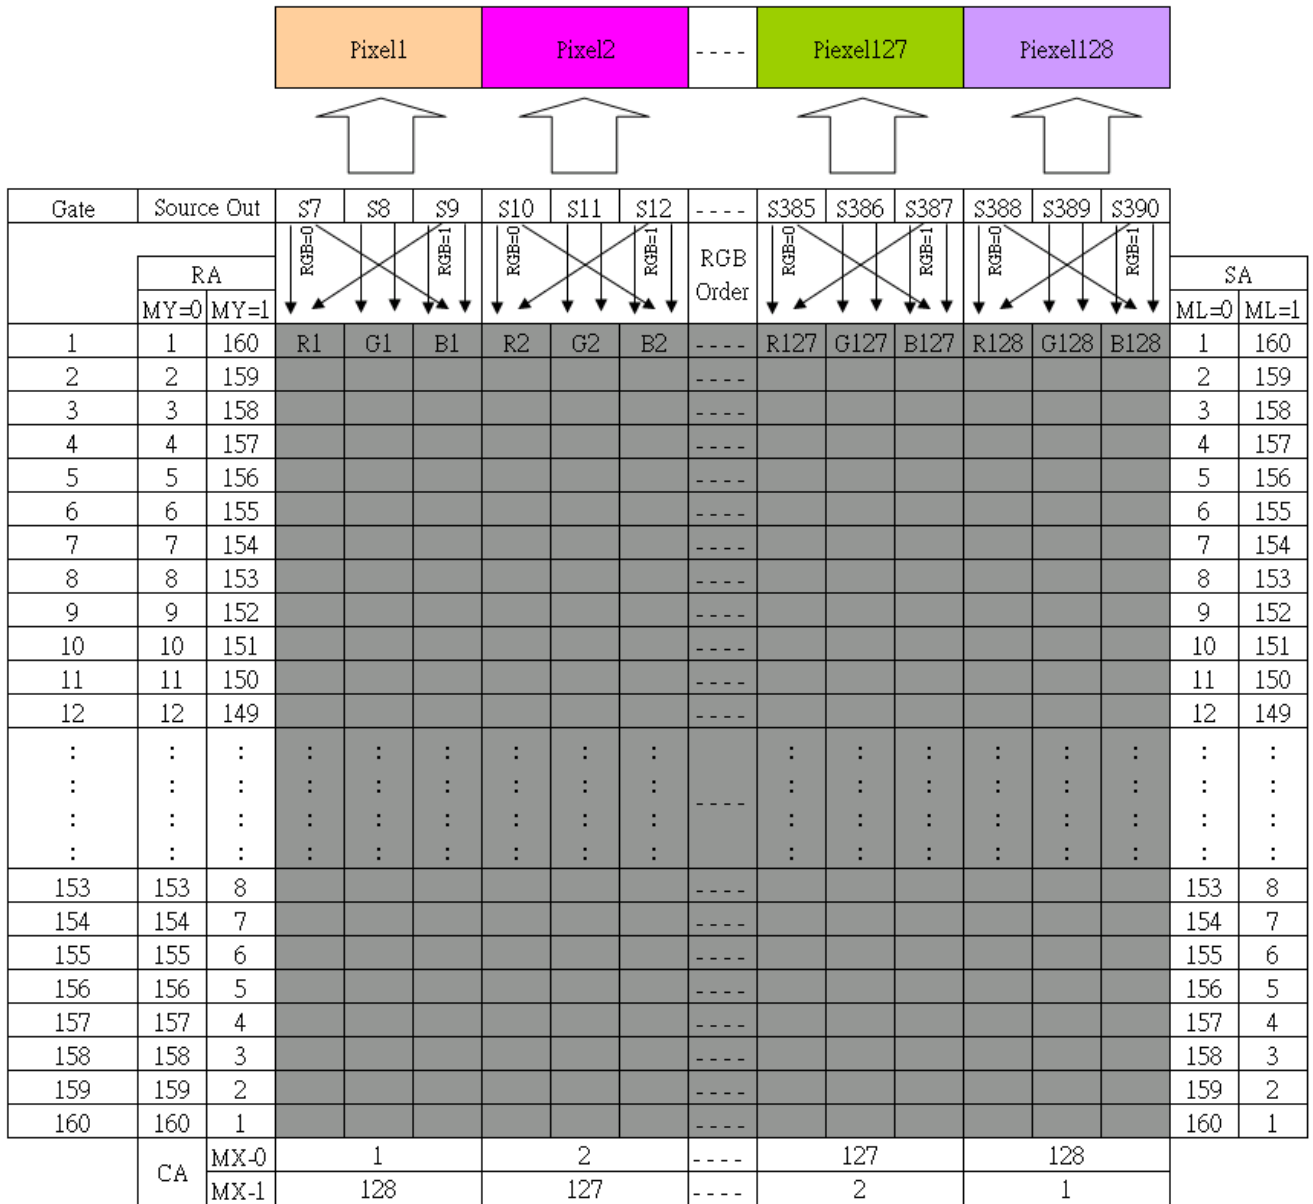 Pixel1 Pixel2 ---- Piexel127 Piexel128
Gate Source Out S7 S8 S9 S10 S11 S12 ---- S385 S386 S387 S388 S389 S390
RGB=0 RGB=1 RGB=0 RGB=1 RGB=0 RGB=1 RGB=0 RGB=1
RA RGB Order SA
MY=0 MY=1 ML=0 ML=1
1 1 160 R1 G1 B1 R2 G2 B2 ---- R127 G127 B127 R128 G128 B128 1 160
2 2 159 ---- 2 159
3 3 158 ---- 3 158
4 4 157 ---- 4 157
5 5 156 ---- 5 156
6 6 155 ---- 6 155
7 7 154 ---- 7 154
8 8 153 ---- 8 153
9 9 152 ---- 9 152
10 10 151 ---- 10 151
11 11 150 ---- 11 150
12 12 149 ---- 12 149
: : : : : : : : : : : : : : : : :
: : : : : : : : : : : : : : : : :
----
: : : : : : : : : : : : : : : : :
: : : : : : : : : : : : : : : : :
153 153 8 ---- 153 8
154 154 7 ---- 154 7
155 155 6 ---- 155 6
156 156 5 ---- 156 5
157 157 4 ---- 157 4
158 158 3 ---- 158 3
159 159 2 ---- 159 2
160 160 1 ---- 160 1
CA MX-0 1 2 ---- 127 128
MX-1 128 127 ---- 2 1